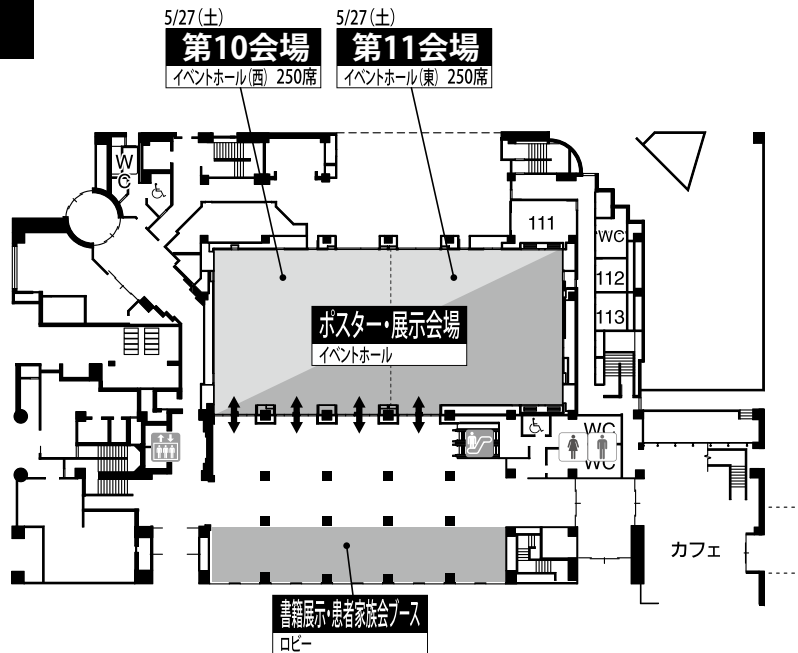 5/27（土）
第10会場
イベントホール（西） 250席
5/27（土）
第11会場
イベントホール（東） 250席
W
C
111
WC
112
113
ポスター・展示会場
イベントホール
WC
WC
カフェ
書籍展示・患者家族会ブース
ロビー